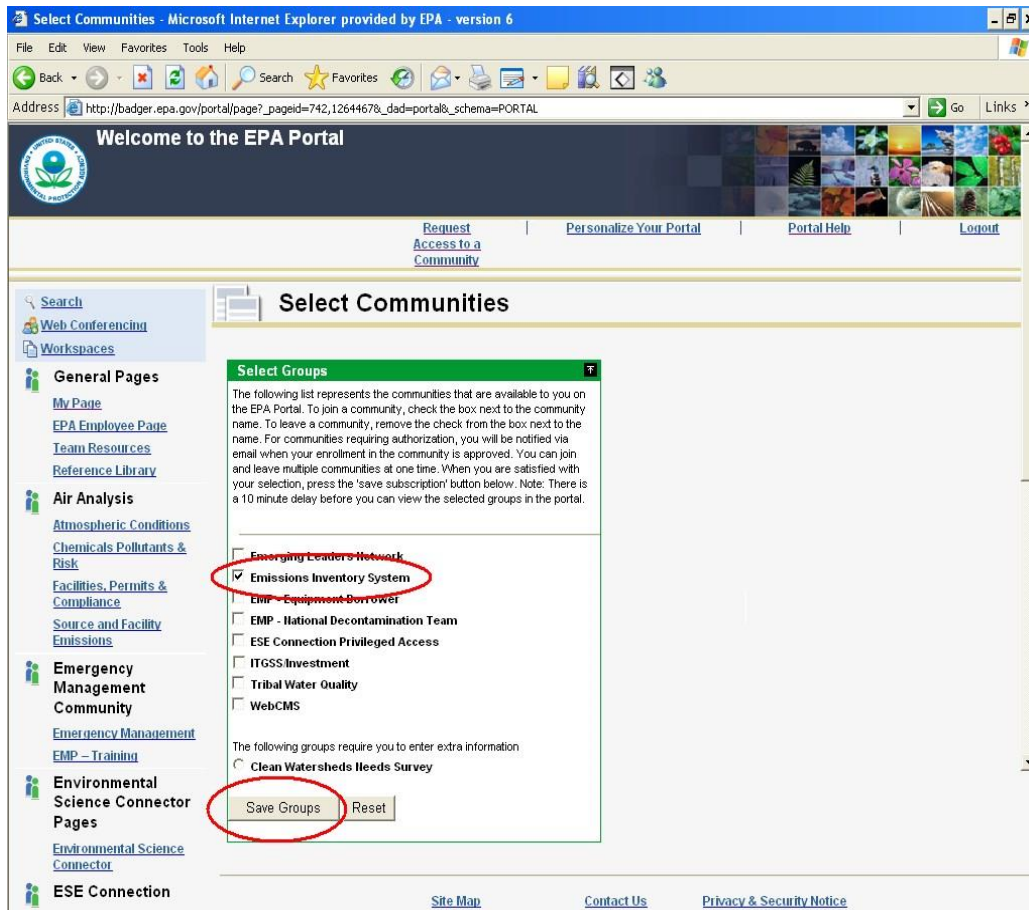 Select Communities - Microsoft Internet Explorer provided by EPA - version 6
File Edit View Favorites Tools Help
Back Search Favorites
Address http://badger.epa.gov/portal/page?_pageid=742,1264467&_dad=portal&_schema=PORTAL Go Links
Welcome to the EPA Portal
Request Access to a Community | Personalize Your Portal | Portal Help | Logout
Search
Web Conferencing
Workspaces
General Pages
My Page
EPA Employee Page
Team Resources
Reference Library
Air Analysis
Atmospheric Conditions
Chemicals Pollutants &
Risk
Facilities, Permits &
Compliance
Source and Facility
Emissions
Emergency
Management
Community
Emergency Management
EMP – Training
Environmental
Science Connector
Pages
Environmental Science
Connector
ESE Connection
Select Communities
Select Groups
The following list represents the communities that are available to you on
the EPA Portal. To join a community, check the box next to the community
name. To leave a community, remove the check from the box next to the
name. For communities requiring authorization, you will be notified via
email when your enrollment in the community is approved. You can join
and leave multiple communities at one time. When you are satisfied with
your selection, press the 'save subscription' button below. Note: There is
a 10 minute delay before you can view the selected groups in the portal.
Emerging Leaders Network
Emissions Inventory System
EMP - Equipment Borrower
EMP - National Decontamination Team
ESE Connection Privileged Access
ITGSS/Investment
Tribal Water Quality
WebCMS
The following groups require you to enter extra information
Clean Watersheds Needs Survey
Save Groups Reset
Site Map Contact Us Privacy & Security Notice